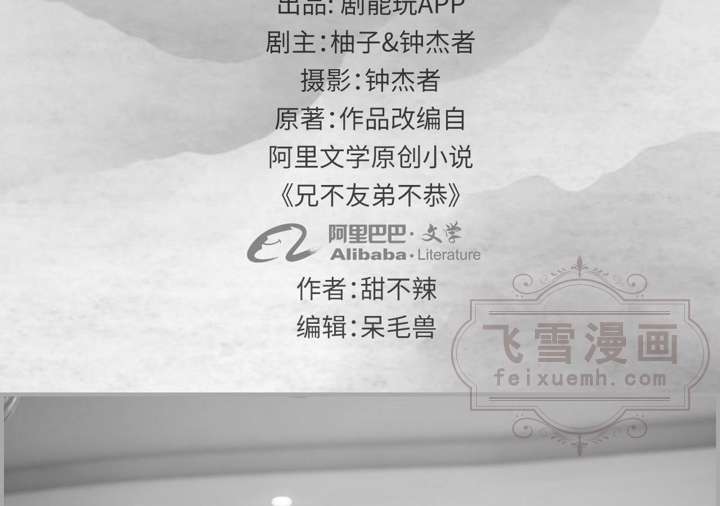 出品: 剧能玩APP
剧主:柚子&钟杰者
摄影:钟杰者
原著:作品改编自
阿里文学原创小说
《兄不友弟不恭》
阿里巴巴·文学
Alibaba·Literature
作者:甜不辣
编辑:呆毛兽
飞雪漫画
feixuemh.com